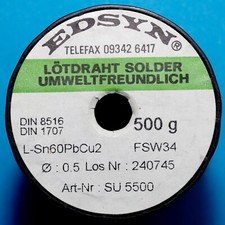 EDSYN®
TELEFAX 09342 6417
LÖTDRAHT SOLDER
UMWELTFREUNDLICH
DIN 8516
DIN 1707
500 g
L-Sn60PbCu2 FSW34
Ø : 0.5 Los Nr : 240745
Art-Nr : SU 5500